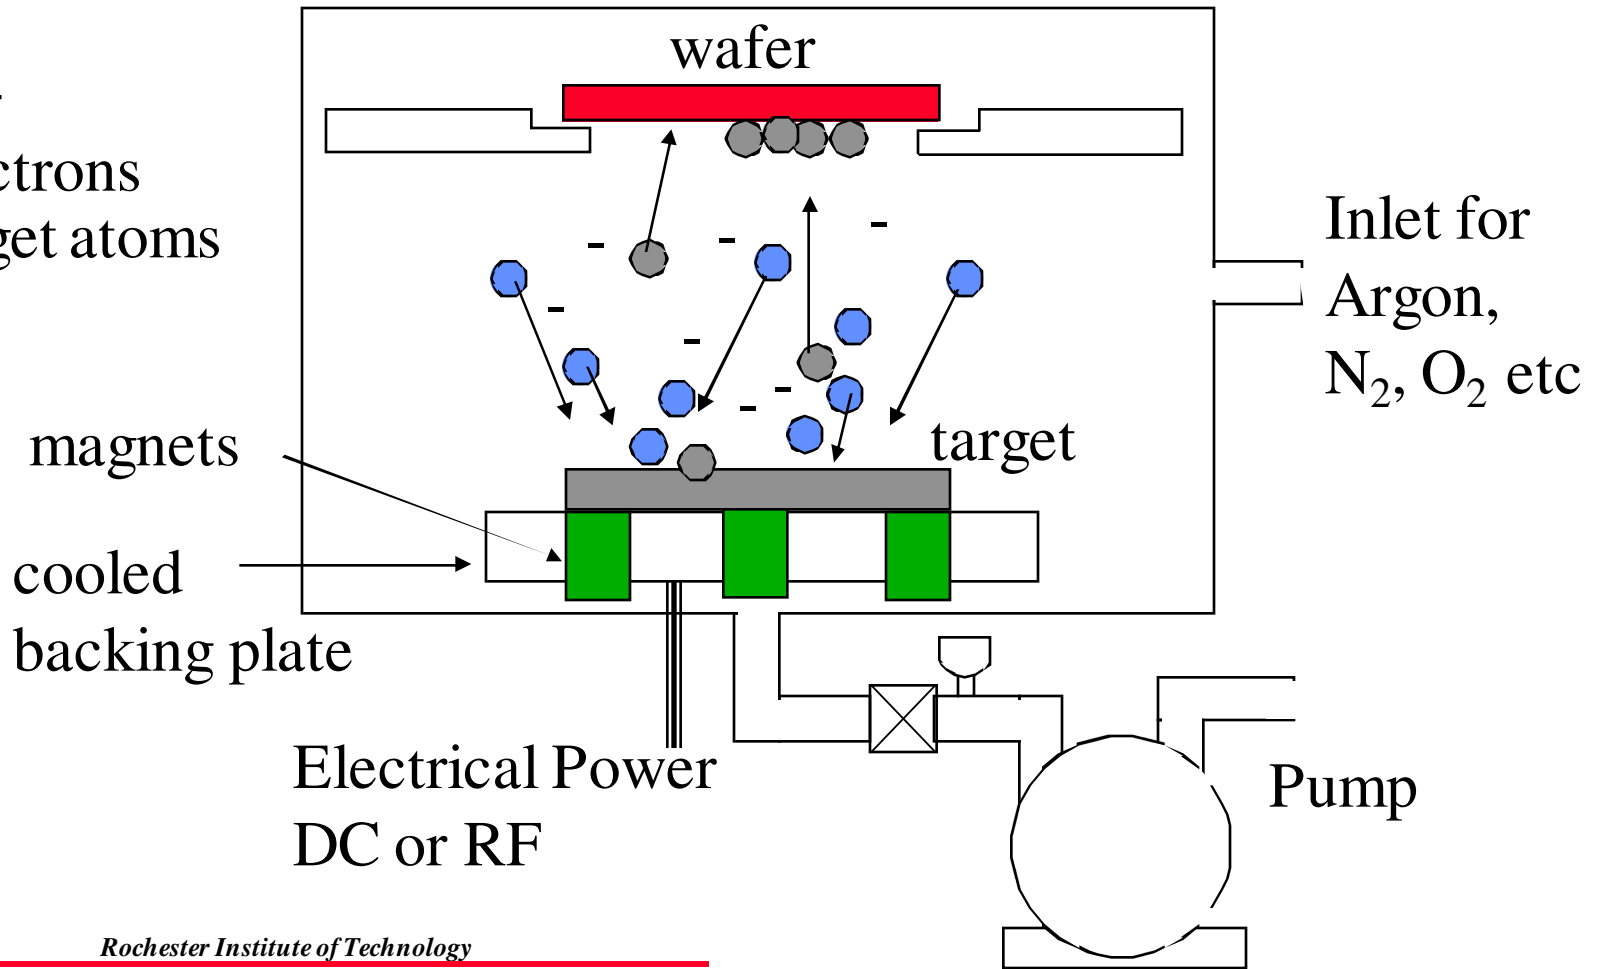 wafer
ctrons
get atoms
Inlet for
Argon,
N₂, O₂ etc
magnets
target
cooled
backing plate
Electrical Power
DC or RF
Pump
Rochester Institute of Technology